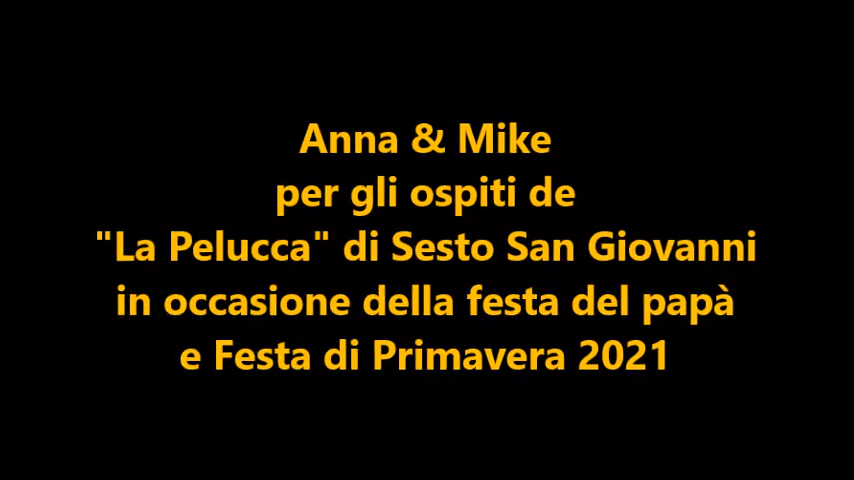 Anna & Mike
per gli ospiti de
"La Pelucca" di Sesto San Giovanni
in occasione della festa del papà
e Festa di Primavera 2021